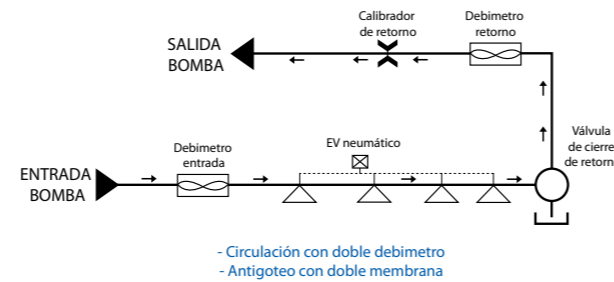 Calibrador
de retorno
Debimetro
retorno
SALIDA
BOMBA
Debimetro
entrada
EV neumático
Válvula
de cierre
de retorn
ENTRADA
BOMBA
- Circulación con doble debimetro
- Antigoteo con doble membrana